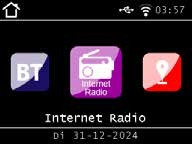 03:57
BT
Internet
Radio
Internet Radio
Di 31-12-2024